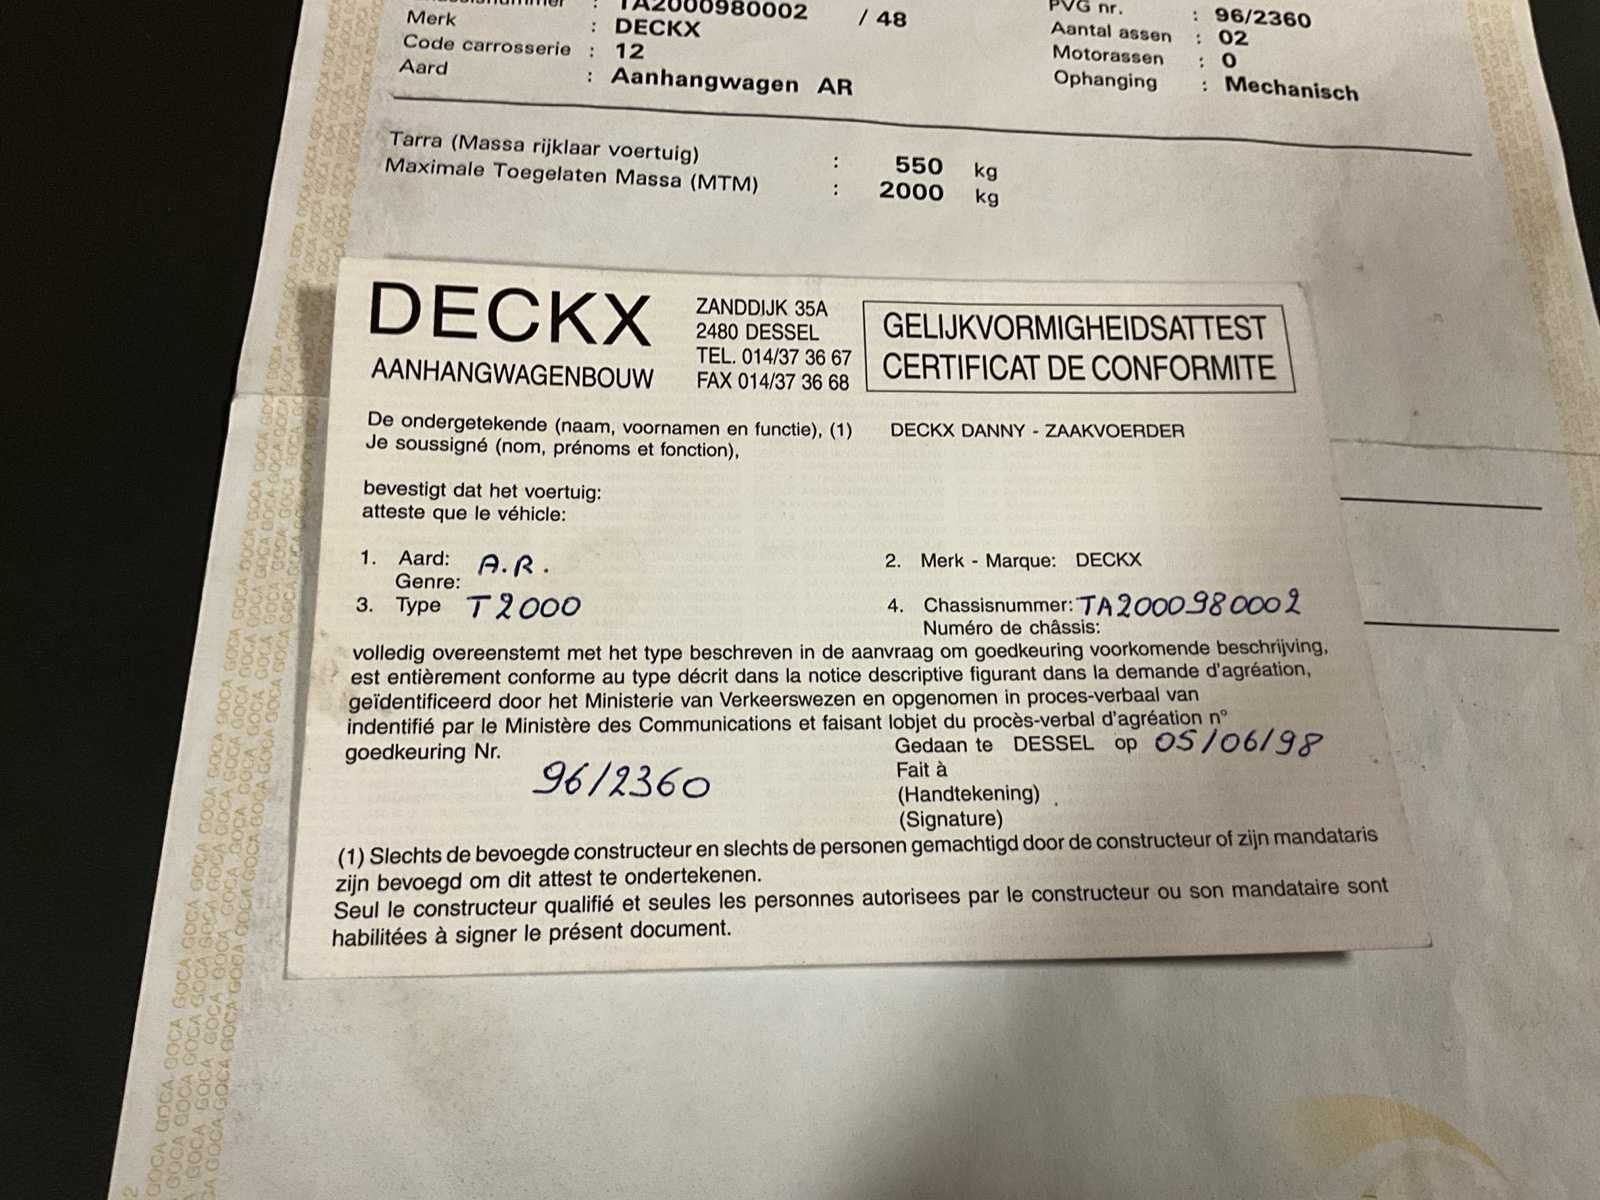 TA2000980002 / 48
Merk : DECKX
Code carrosserie : 12
Aard : Aanhangwagen AR
PVG nr. : 96/2360
Aantal assen : 02
Motorassen : 0
Ophanging : Mechanisch
Tarra (Massa rijklaar voertuig) : 550 kg
Maximale Toegelaten Massa (MTM) : 2000 kg
DECKX
AANHANGWAGENBOUW
ZANDDIJK 35A
2480 DESSEL
TEL. 014/37 36 67
FAX 014/37 36 68
GELIJKVORMIGHEIDSATTEST
CERTIFICAT DE CONFORMITE
De ondergetekende (naam, voornamen en functie), (1) DECKX DANNY - ZAAKVOERDER
Je soussigné (nom, prénoms et fonction),
bevestigt dat het voertuig:
atteste que le véhicle:
1. Aard: A.R.
Genre:
2. Merk - Marque: DECKX
3. Type T2000
4. Chassisnummer: TA2000980002
Numéro de châssis:
volledig overeenstemt met het type beschreven in de aanvraag om goedkeuring voorkomende beschrijving,
est entièrement conforme au type décrit dans la notice descriptive figurant dans la demande d'agréation,
geïdentificeerd door het Ministerie van Verkeerswezen en opgenomen in proces-verbaal van
indentifié par le Ministère des Communications et faisant lobjet du procès-verbal d'agréation n°
goedkeuring Nr.
96/2360
Gedaan te DESSEL op 05/06/98
Fait à
(Handtekening)
(Signature)
(1) Slechts de bevoegde constructeur en slechts de personen gemachtigd door de constructeur of zijn mandataris
zijn bevoegd om dit attest te ondertekenen.
Seul le constructeur qualifié et seules les personnes autorisees par le constructeur ou son mandataire sont
habilitées à signer le présent document.